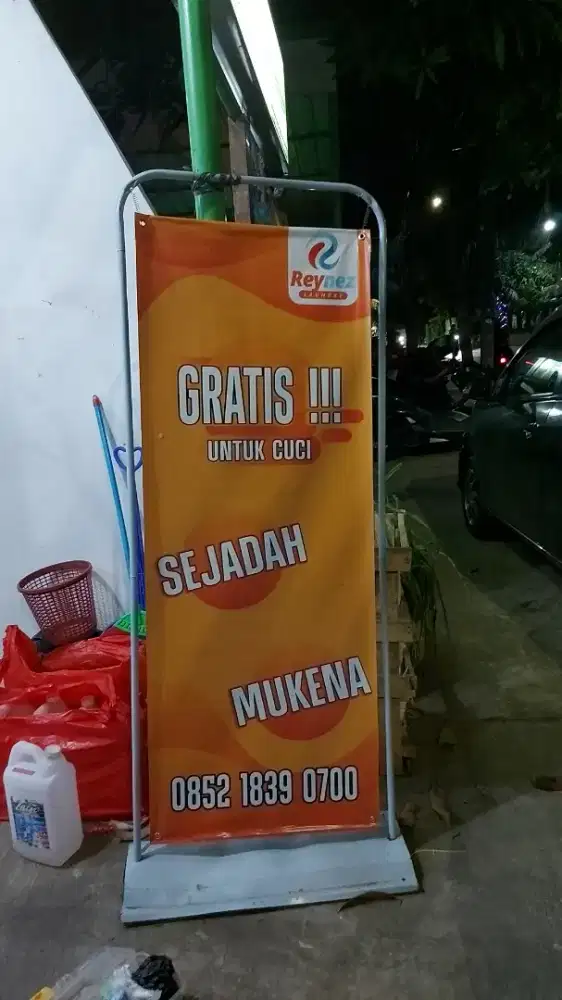 Reynez
LAUNDRY
GRATIS !!!
UNTUK CUCI
SEJADAH
MUKENA
0852 1839 0700